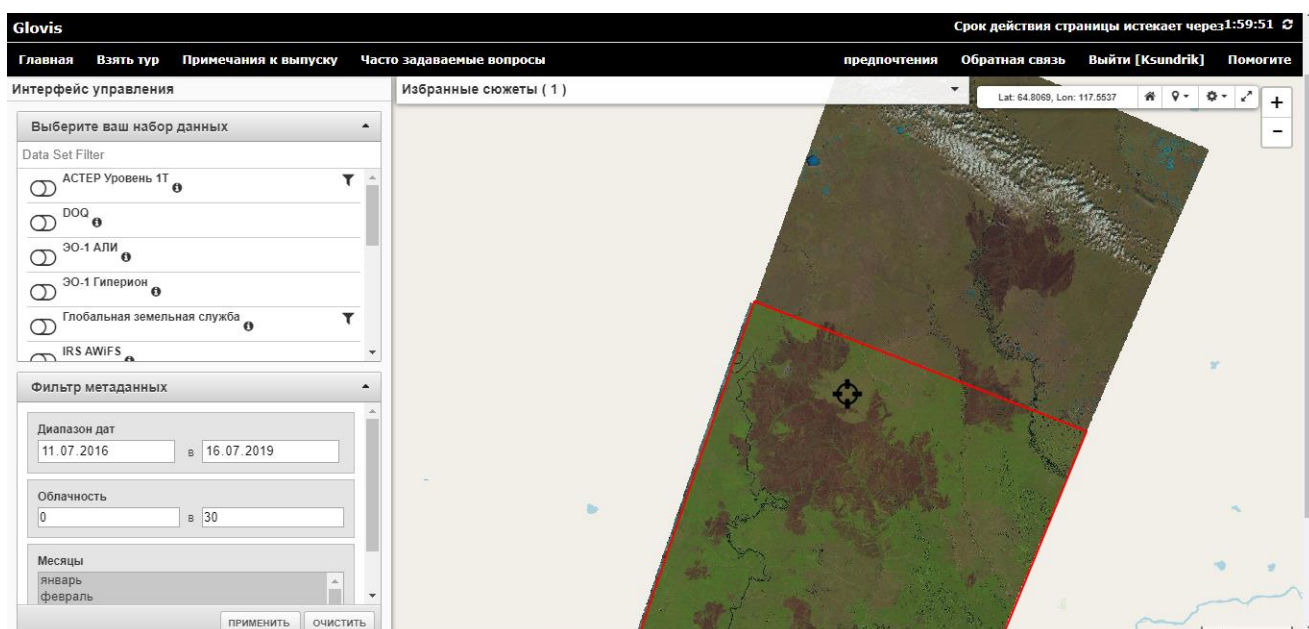 Glovis
Срок действия страницы истекает через1:59:51
Главная Взять тур Примечания к выпуску Часто задаваемые вопросы предпочтения Обратная связь Выйти [Ksundrik] Помогите
Интерфейс управления
Выберите ваш набор данных
Data Set Filter
АСТЕР Уровень 1Т
DOQ
ЭО-1 АЛИ
ЭО-1 Гиперион
Глобальная земельная служба
IRS AWiFS
Фильтр метаданных
Диапазон дат
11.07.2016 в 16.07.2019
Облачность
0 в 30
Месяцы
январь
февраль
ПРИМЕНИТЬ ОЧИСТИТЬ
Избранные сюжеты ( 1 )
Lat: 64.8069, Lon: 117.5537
+
−